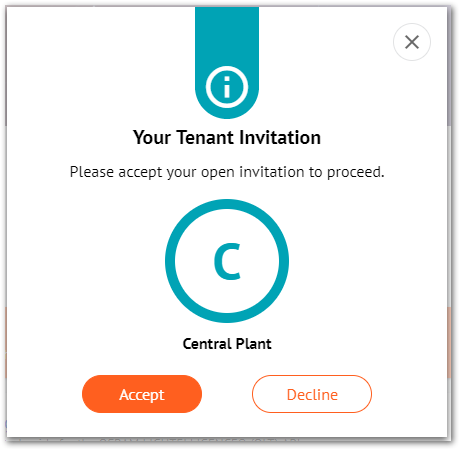 Your Tenant Invitation
Please accept your open invitation to proceed.
C
Central Plant
Accept
Decline